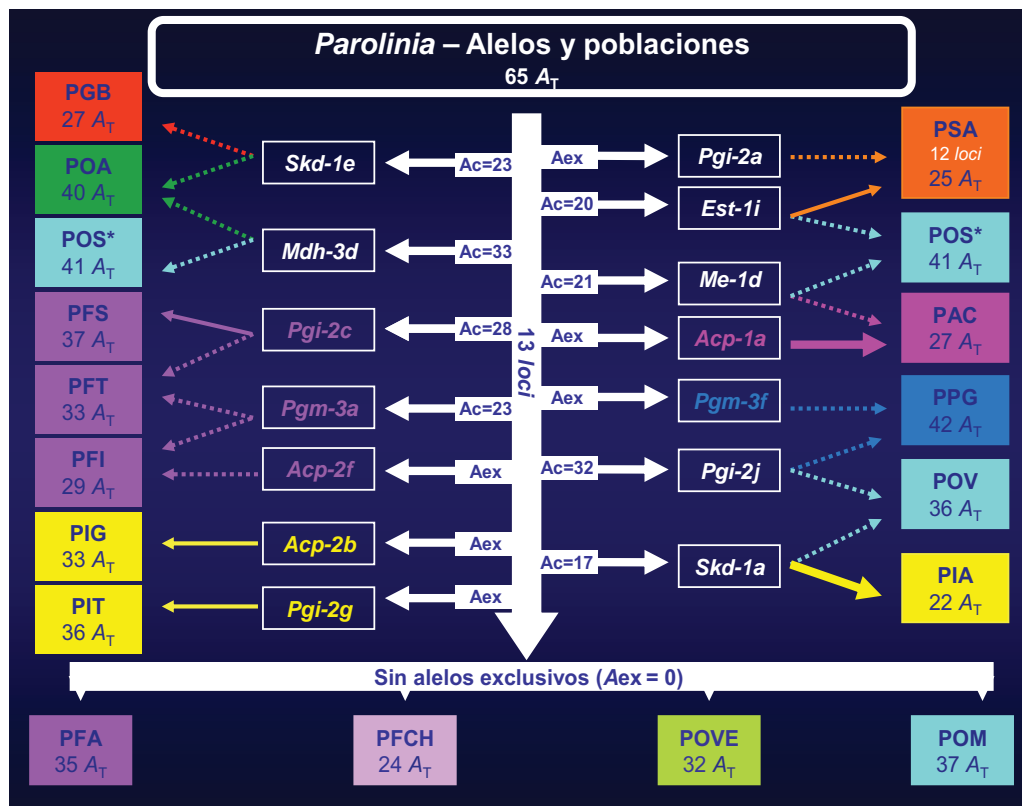 Parolinia – Alelos y poblaciones
65 AT
PGB
27 AT
POA
40 AT
POS*
41 AT
PFS
37 AT
PFT
33 AT
PFI
29 AT
PIG
33 AT
PIT
36 AT
Skd-1e
Mdh-3d
Pgi-2c
Pgm-3a
Acp-2f
Acp-2b
Pgi-2g
Ac=23
Ac=33
Ac=28
Ac=23
Aex
Aex
Aex
13 loci
Aex
Ac=20
Ac=21
Aex
Aex
Ac=32
Ac=17
Pgi-2a
Est-1i
Me-1d
Acp-1a
Pgm-3f
Pgi-2j
Skd-1a
PSA
12 loci
25 AT
POS*
41 AT
PAC
27 AT
PPG
42 AT
POV
36 AT
PIA
22 AT
Sin alelos exclusivos (Aex = 0)
PFA
35 AT
PFCH
24 AT
POVE
32 AT
POM
37 AT